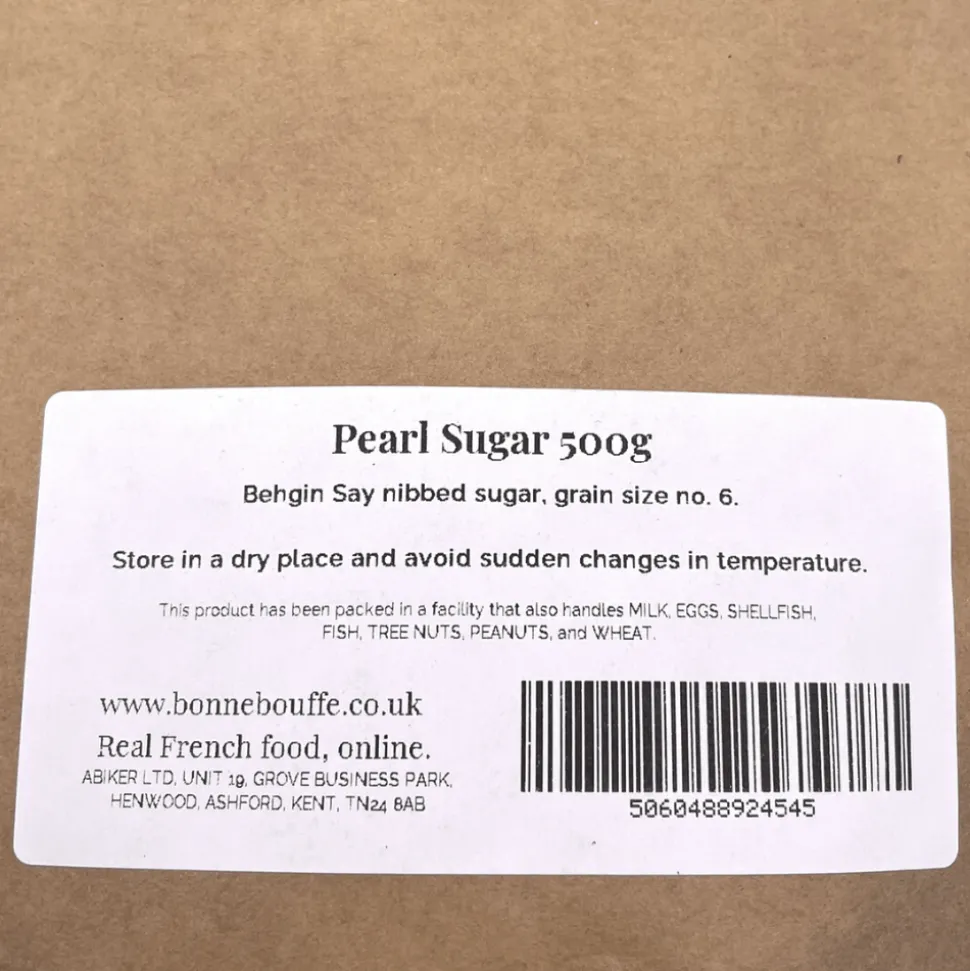 Pearl Sugar 500g
Behgin Say nibbed sugar, grain size no. 6.
Store in a dry place and avoid sudden changes in temperature.
This product has been packed in a facility that also handles MILK, EGGS, SHELLFISH,
FISH, TREE NUTS, PEANUTS, and WHEAT.
www.bonnebouffe.co.uk
Real French food, online.
ABIKER LTD, UNIT 19, GROVE BUSINESS PARK,
HENWOOD, ASHFORD, KENT, TN24 8AB
5060488924545